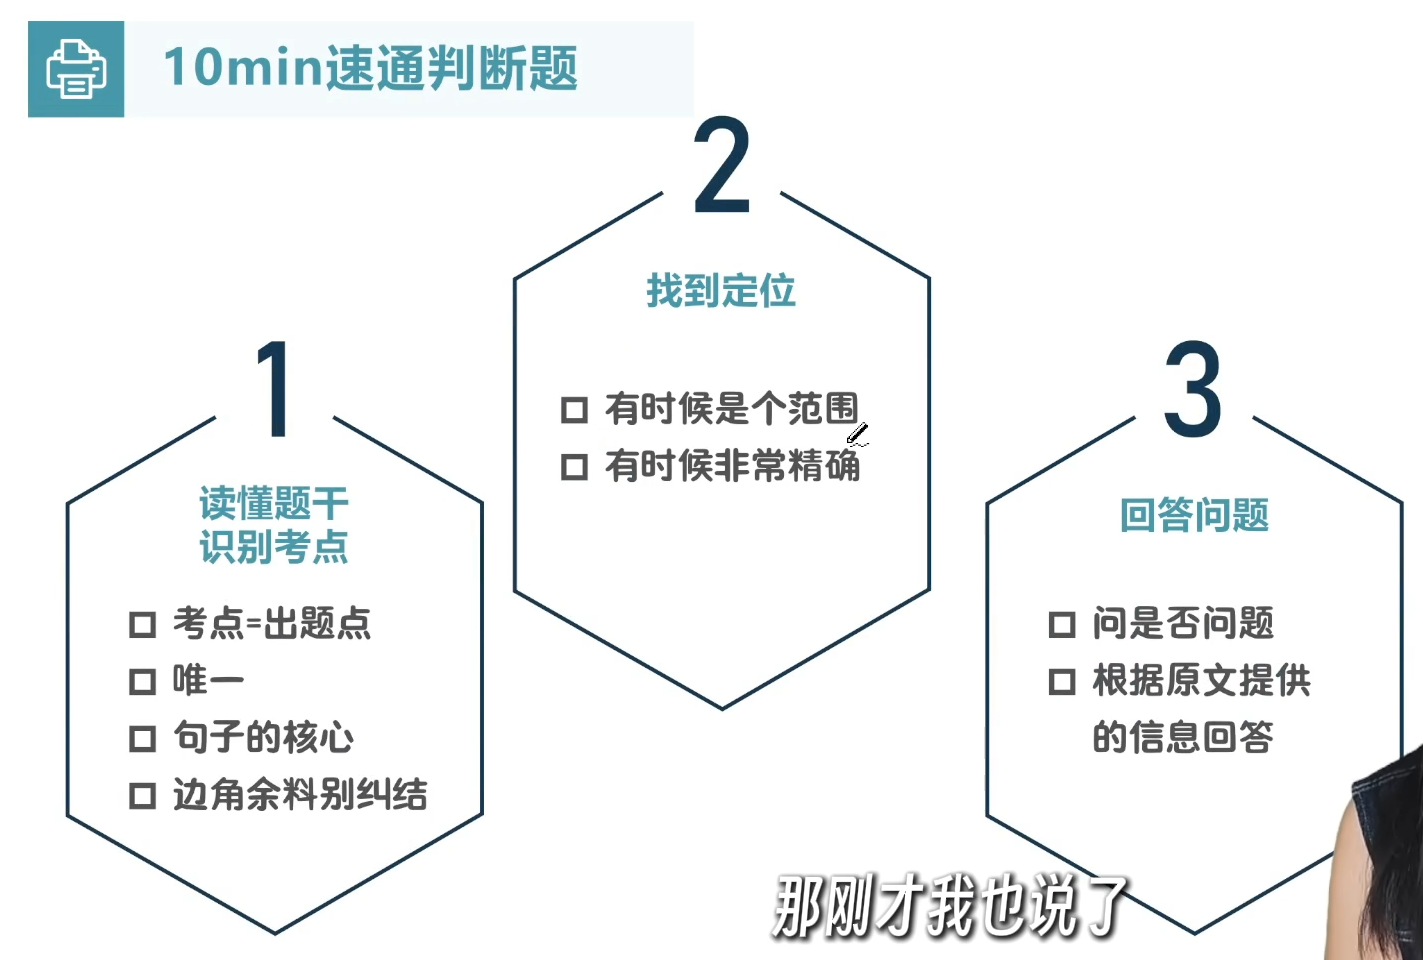 10min速通判断题
1
读懂题干
识别考点
考点=出题点
唯一
句子的核心
边角余料别纠结
2
找到定位
有时候是个范围
有时候非常精确
3
回答问题
问是否问题
根据原文提供
的信息回答
那刚才我也说了